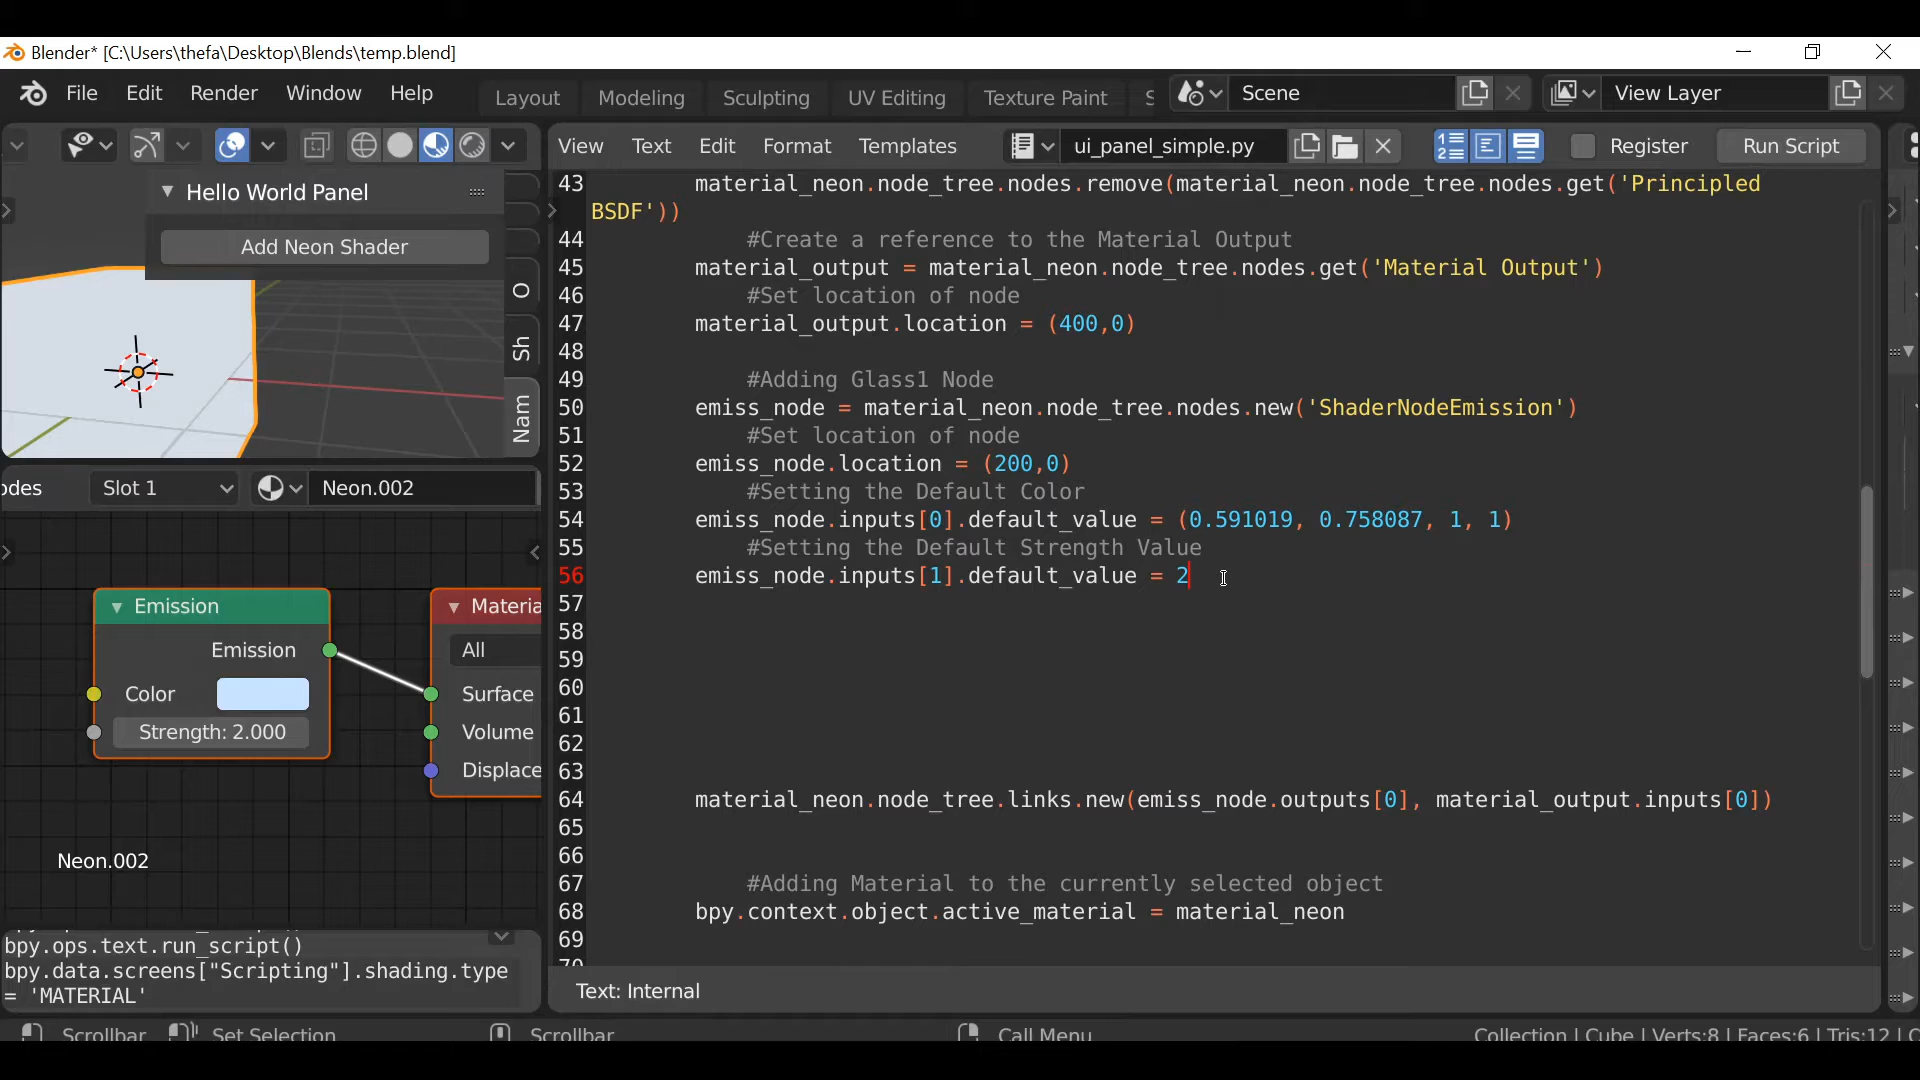 Blender* [C:\Users\thefa\Desktop\Blends\temp.blend]
File Edit Render Window Help Layout Modeling Sculpting UV Editing Texture Paint S Scene View Layer
View Text Edit Format Templates ui_panel_simple.py Register Run Script
Hello World Panel
Add Neon Shader
O
Sh
Nam
odes Slot 1 Neon.002
Emission
Emission
Color
Strength: 2.000
Materia
All
Surface
Volume
Displace
Neon.002
bpy.ops.text.run_script()
bpy.data.screens["Scripting"].shading.type
= 'MATERIAL'
43 material_neon.node_tree.nodes.remove(material_neon.node_tree.nodes.get('Principled
BSDF'))
44 #Create a reference to the Material Output
45 material_output = material_neon.node_tree.nodes.get('Material Output')
46 #Set location of node
47 material_output.location = (400,0)
48
49 #Adding Glass1 Node
50 emiss_node = material_neon.node_tree.nodes.new('ShaderNodeEmission')
51 #Set location of node
52 emiss_node.location = (200,0)
53 #Setting the Default Color
54 emiss_node.inputs[0].default_value = (0.591019, 0.758087, 1, 1)
55 #Setting the Default Strength Value
56 emiss_node.inputs[1].default_value = 2
57
58
59
60
61
62
63
64 material_neon.node_tree.links.new(emiss_node.outputs[0], material_output.inputs[0])
65
66
67 #Adding Material to the currently selected object
68 bpy.context.object.active_material = material_neon
69
70
Text: Internal
Scrollbar Set Selection Scrollbar Call Menu Collection | Cube | Verts:8 | Faces:6 | Tris:12 |